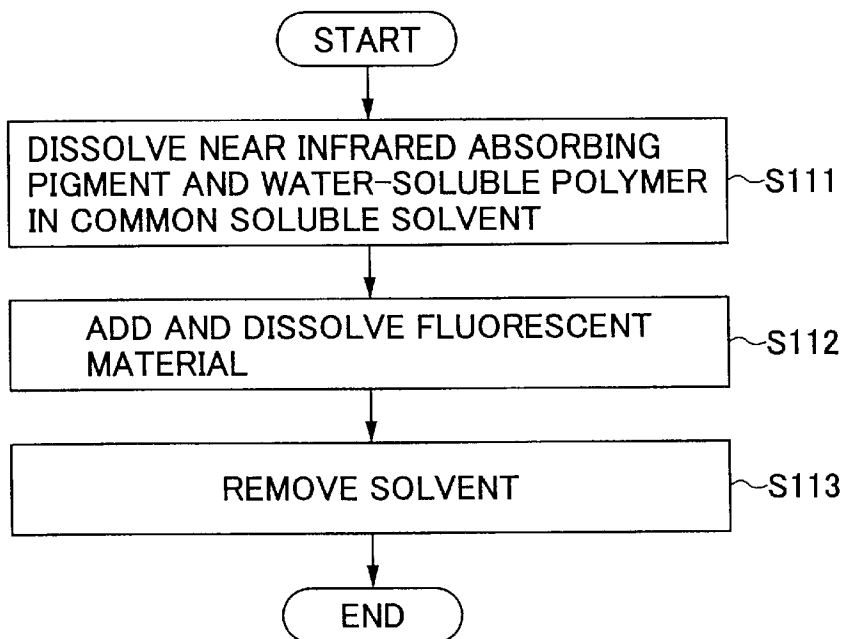 START
DISSOLVE NEAR INFRARED ABSORBING
PIGMENT AND WATER-SOLUBLE POLYMER
IN COMMON SOLUBLE SOLVENT
S111
ADD AND DISSOLVE FLUORESCENT
MATERIAL
S112
REMOVE SOLVENT
S113
END